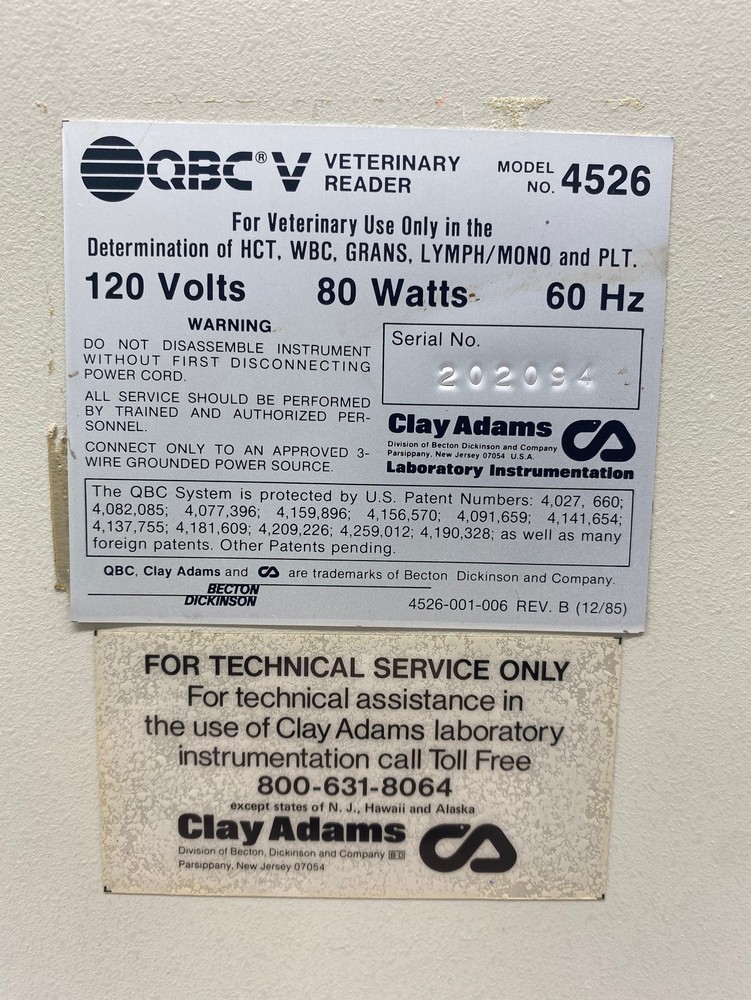 QBC® V VETERINARY READER MODEL NO. 4526
For Veterinary Use Only in the
Determination of HCT, WBC, GRANS, LYMPH/MONO and PLT.
120 Volts 80 Watts 60 Hz
WARNING
DO NOT DISASSEMBLE INSTRUMENT
WITHOUT FIRST DISCONNECTING
POWER CORD.
ALL SERVICE SHOULD BE PERFORMED
BY TRAINED AND AUTHORIZED PER-
SONNEL.
CONNECT ONLY TO AN APPROVED 3-
WIRE GROUNDED POWER SOURCE.
Serial No.
202094
Clay Adams
Division of Becton Dickinson and Company
Parsippany, New Jersey 07054 U.S.A.
Laboratory Instrumentation
The QBC System is protected by U.S. Patent Numbers: 4,027, 660;
4,082,085; 4,077,396; 4,159,896; 4,156,570; 4,091,659; 4,141,654;
4,137,755; 4,181,609; 4,209,226; 4,259,012; 4,190,328; as well as many
foreign patents. Other Patents pending.
QBC, Clay Adams and CA are trademarks of Becton Dickinson and Company.
BECTON
DICKINSON
4526-001-006 REV. B (12/85)
FOR TECHNICAL SERVICE ONLY
For technical assistance in
the use of Clay Adams laboratory
instrumentation call Toll Free
800-631-8064
except states of N. J., Hawaii and Alaska
Clay Adams
Division of Becton, Dickinson and Company B-D
Parsippany, New Jersey 07054